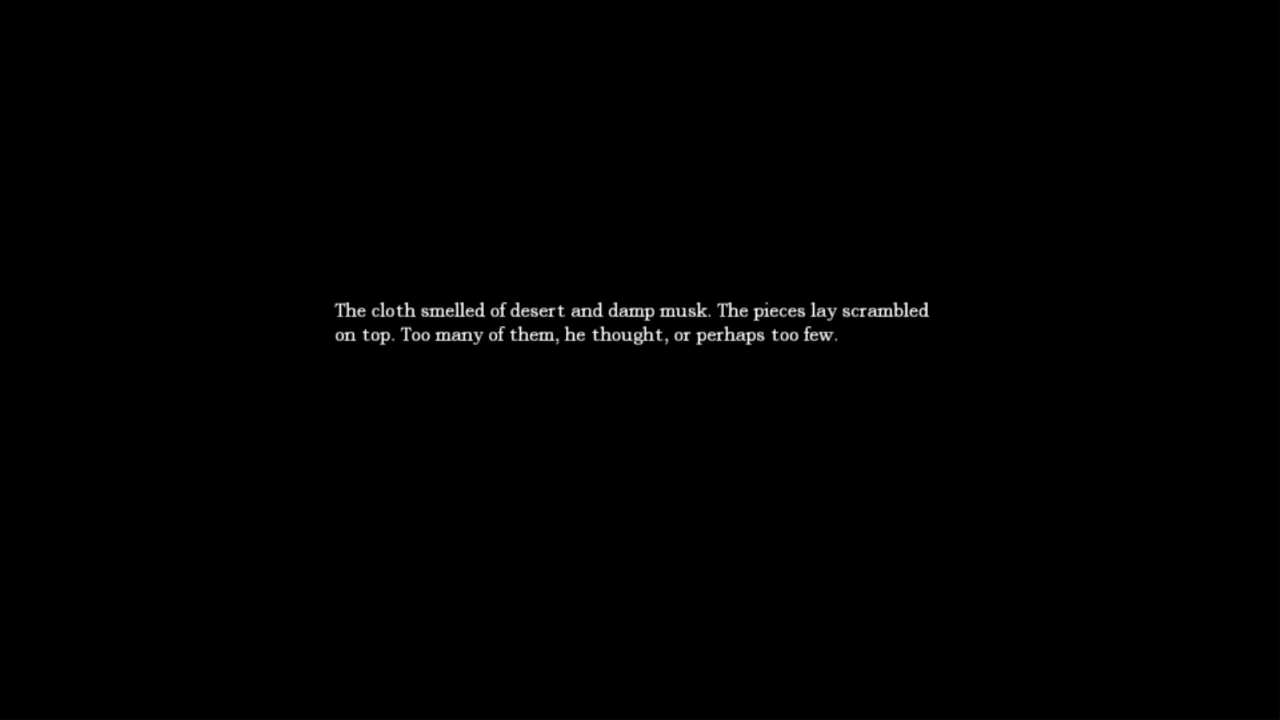 The cloth smelled of desert and damp musk. The pieces lay scrambled
on top. Too many of them, he thought, or perhaps too few.